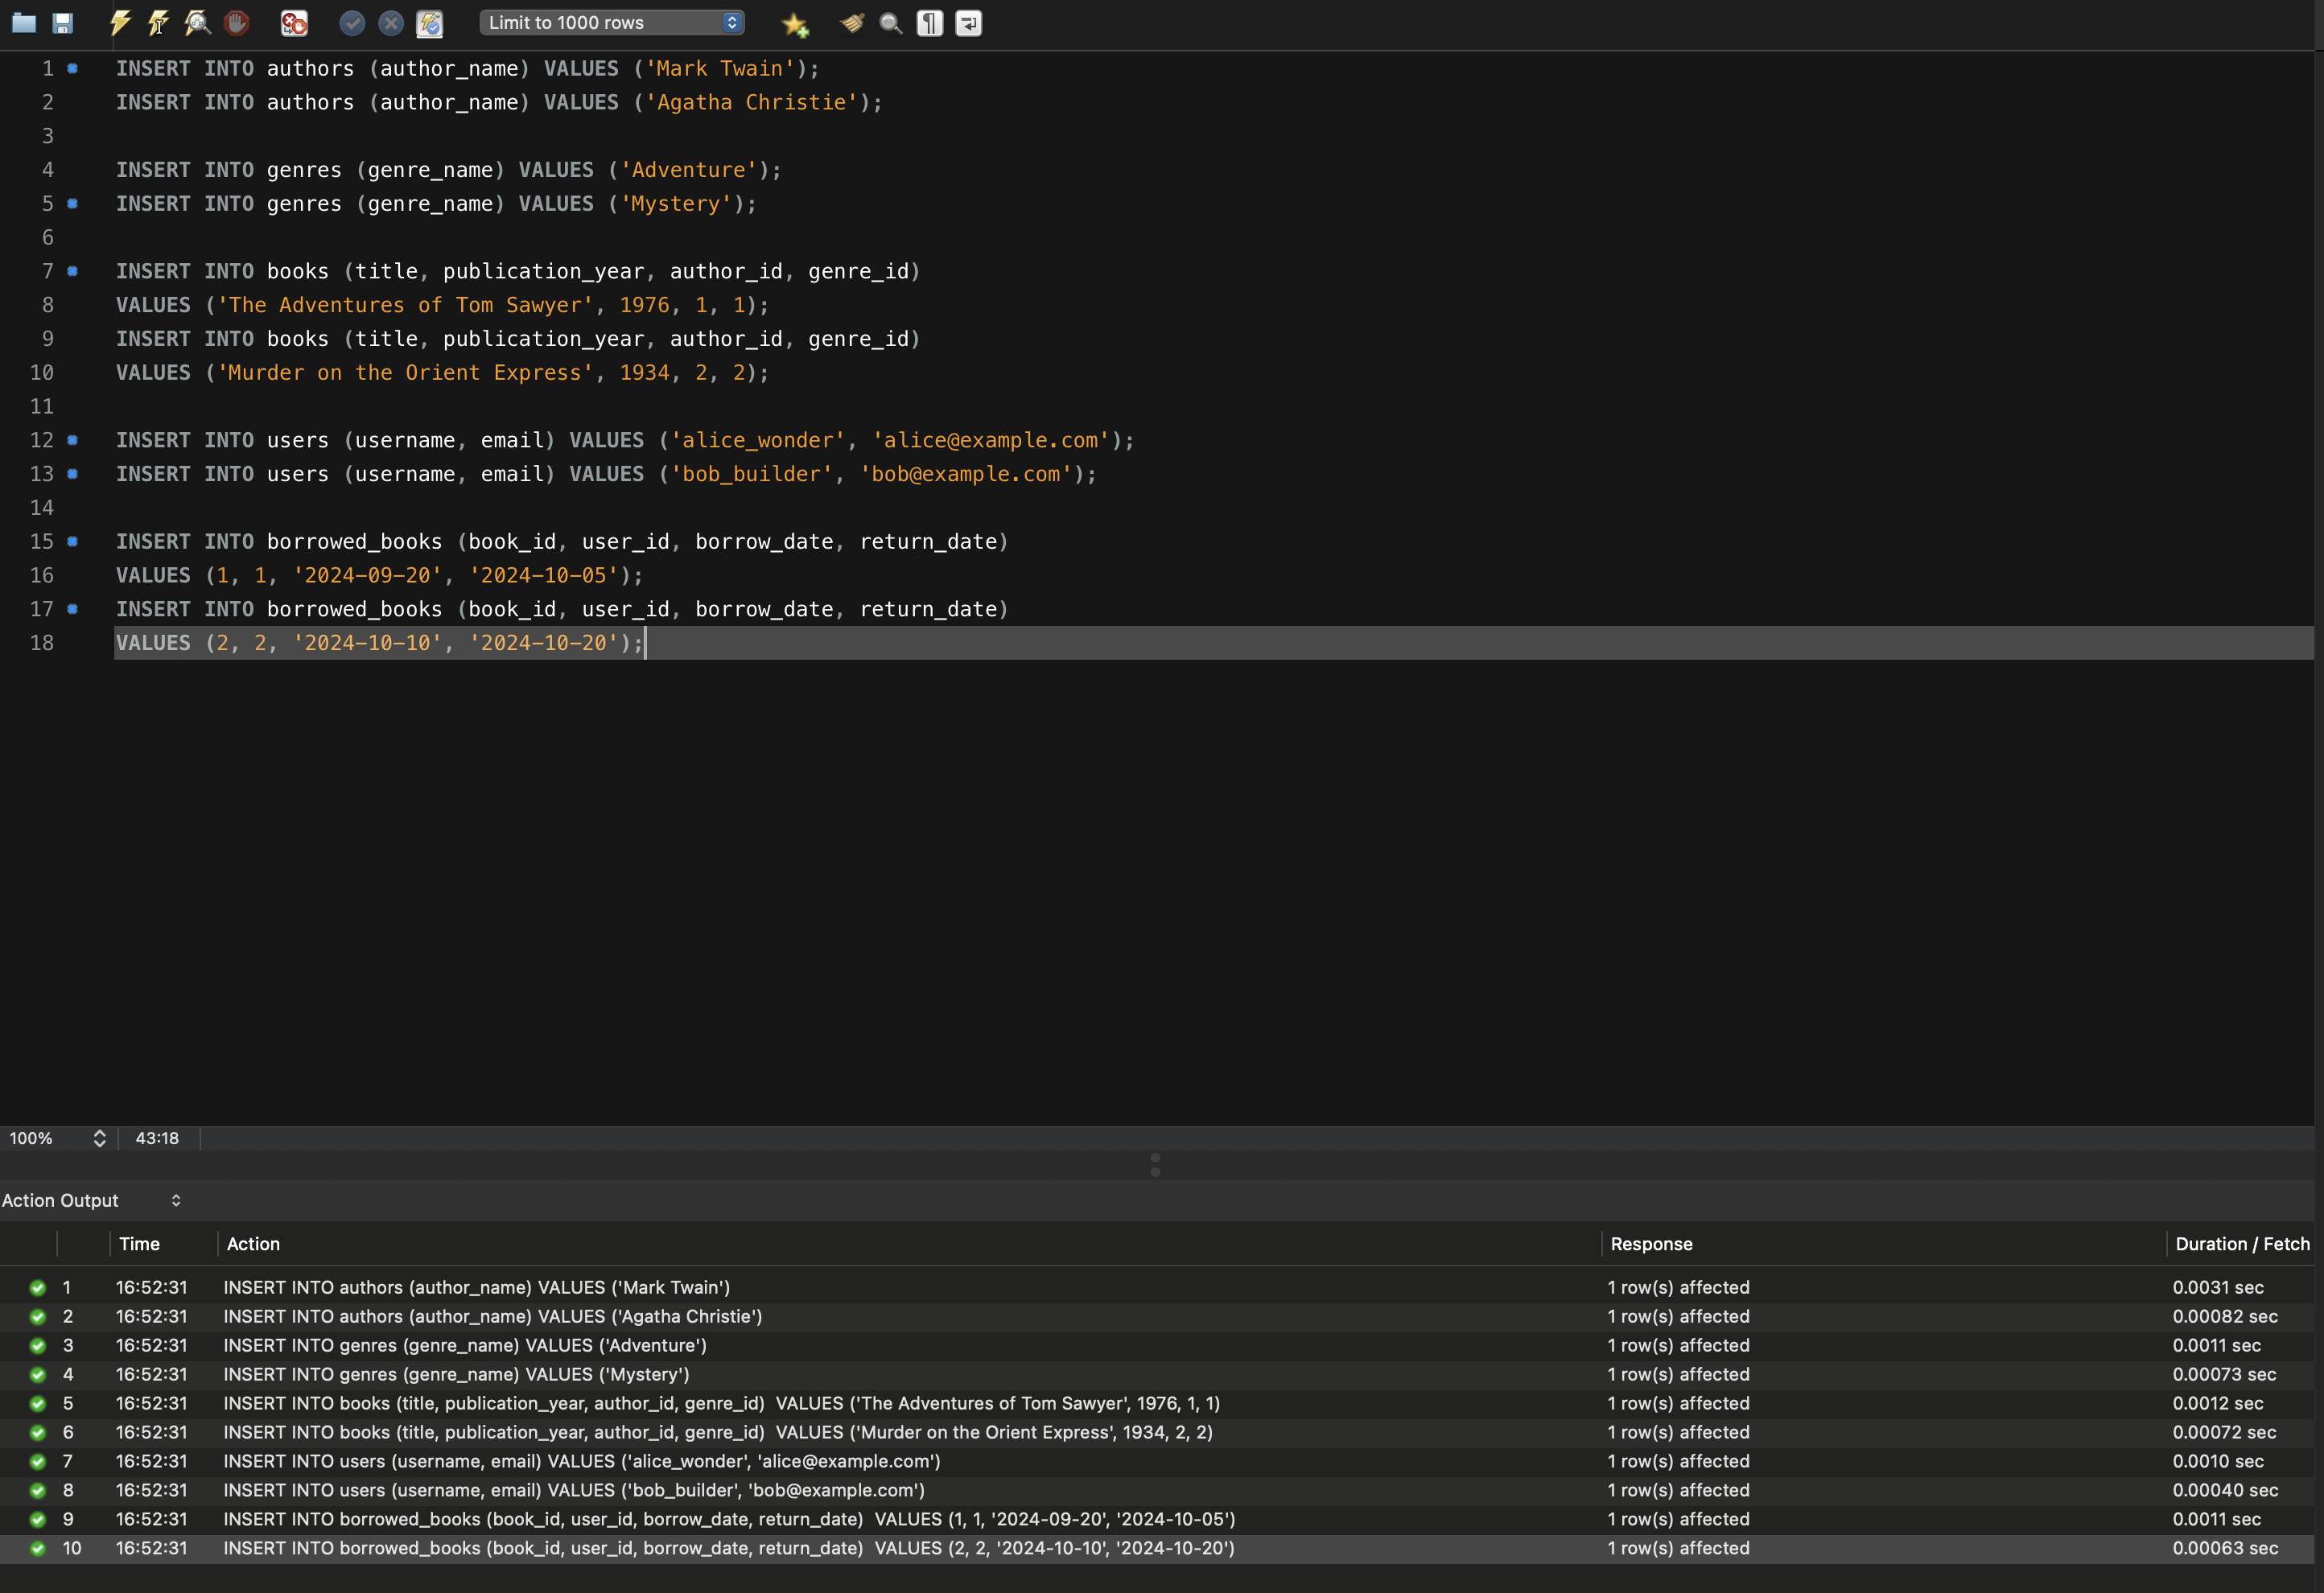 Limit to 1000 rows
1 INSERT INTO authors (author_name) VALUES ('Mark Twain');
2 INSERT INTO authors (author_name) VALUES ('Agatha Christie');
3
4 INSERT INTO genres (genre_name) VALUES ('Adventure');
5 INSERT INTO genres (genre_name) VALUES ('Mystery');
6
7 INSERT INTO books (title, publication_year, author_id, genre_id)
8 VALUES ('The Adventures of Tom Sawyer', 1976, 1, 1);
9 INSERT INTO books (title, publication_year, author_id, genre_id)
10 VALUES ('Murder on the Orient Express', 1934, 2, 2);
11
12 INSERT INTO users (username, email) VALUES ('alice_wonder', 'alice@example.com');
13 INSERT INTO users (username, email) VALUES ('bob_builder', 'bob@example.com');
14
15 INSERT INTO borrowed_books (book_id, user_id, borrow_date, return_date)
16 VALUES (1, 1, '2024-09-20', '2024-10-05');
17 INSERT INTO borrowed_books (book_id, user_id, borrow_date, return_date)
18 VALUES (2, 2, '2024-10-10', '2024-10-20');
100% 43:18
Action Output
Time Action Response Duration / Fetch
1 16:52:31 INSERT INTO authors (author_name) VALUES ('Mark Twain') 1 row(s) affected 0.0031 sec
2 16:52:31 INSERT INTO authors (author_name) VALUES ('Agatha Christie') 1 row(s) affected 0.00082 sec
3 16:52:31 INSERT INTO genres (genre_name) VALUES ('Adventure') 1 row(s) affected 0.0011 sec
4 16:52:31 INSERT INTO genres (genre_name) VALUES ('Mystery') 1 row(s) affected 0.00073 sec
5 16:52:31 INSERT INTO books (title, publication_year, author_id, genre_id) VALUES ('The Adventures of Tom Sawyer', 1976, 1, 1) 1 row(s) affected 0.0012 sec
6 16:52:31 INSERT INTO books (title, publication_year, author_id, genre_id) VALUES ('Murder on the Orient Express', 1934, 2, 2) 1 row(s) affected 0.00072 sec
7 16:52:31 INSERT INTO users (username, email) VALUES ('alice_wonder', 'alice@example.com') 1 row(s) affected 0.0010 sec
8 16:52:31 INSERT INTO users (username, email) VALUES ('bob_builder', 'bob@example.com') 1 row(s) affected 0.00040 sec
9 16:52:31 INSERT INTO borrowed_books (book_id, user_id, borrow_date, return_date) VALUES (1, 1, '2024-09-20', '2024-10-05') 1 row(s) affected 0.0011 sec
10 16:52:31 INSERT INTO borrowed_books (book_id, user_id, borrow_date, return_date) VALUES (2, 2, '2024-10-10', '2024-10-20') 1 row(s) affected 0.00063 sec